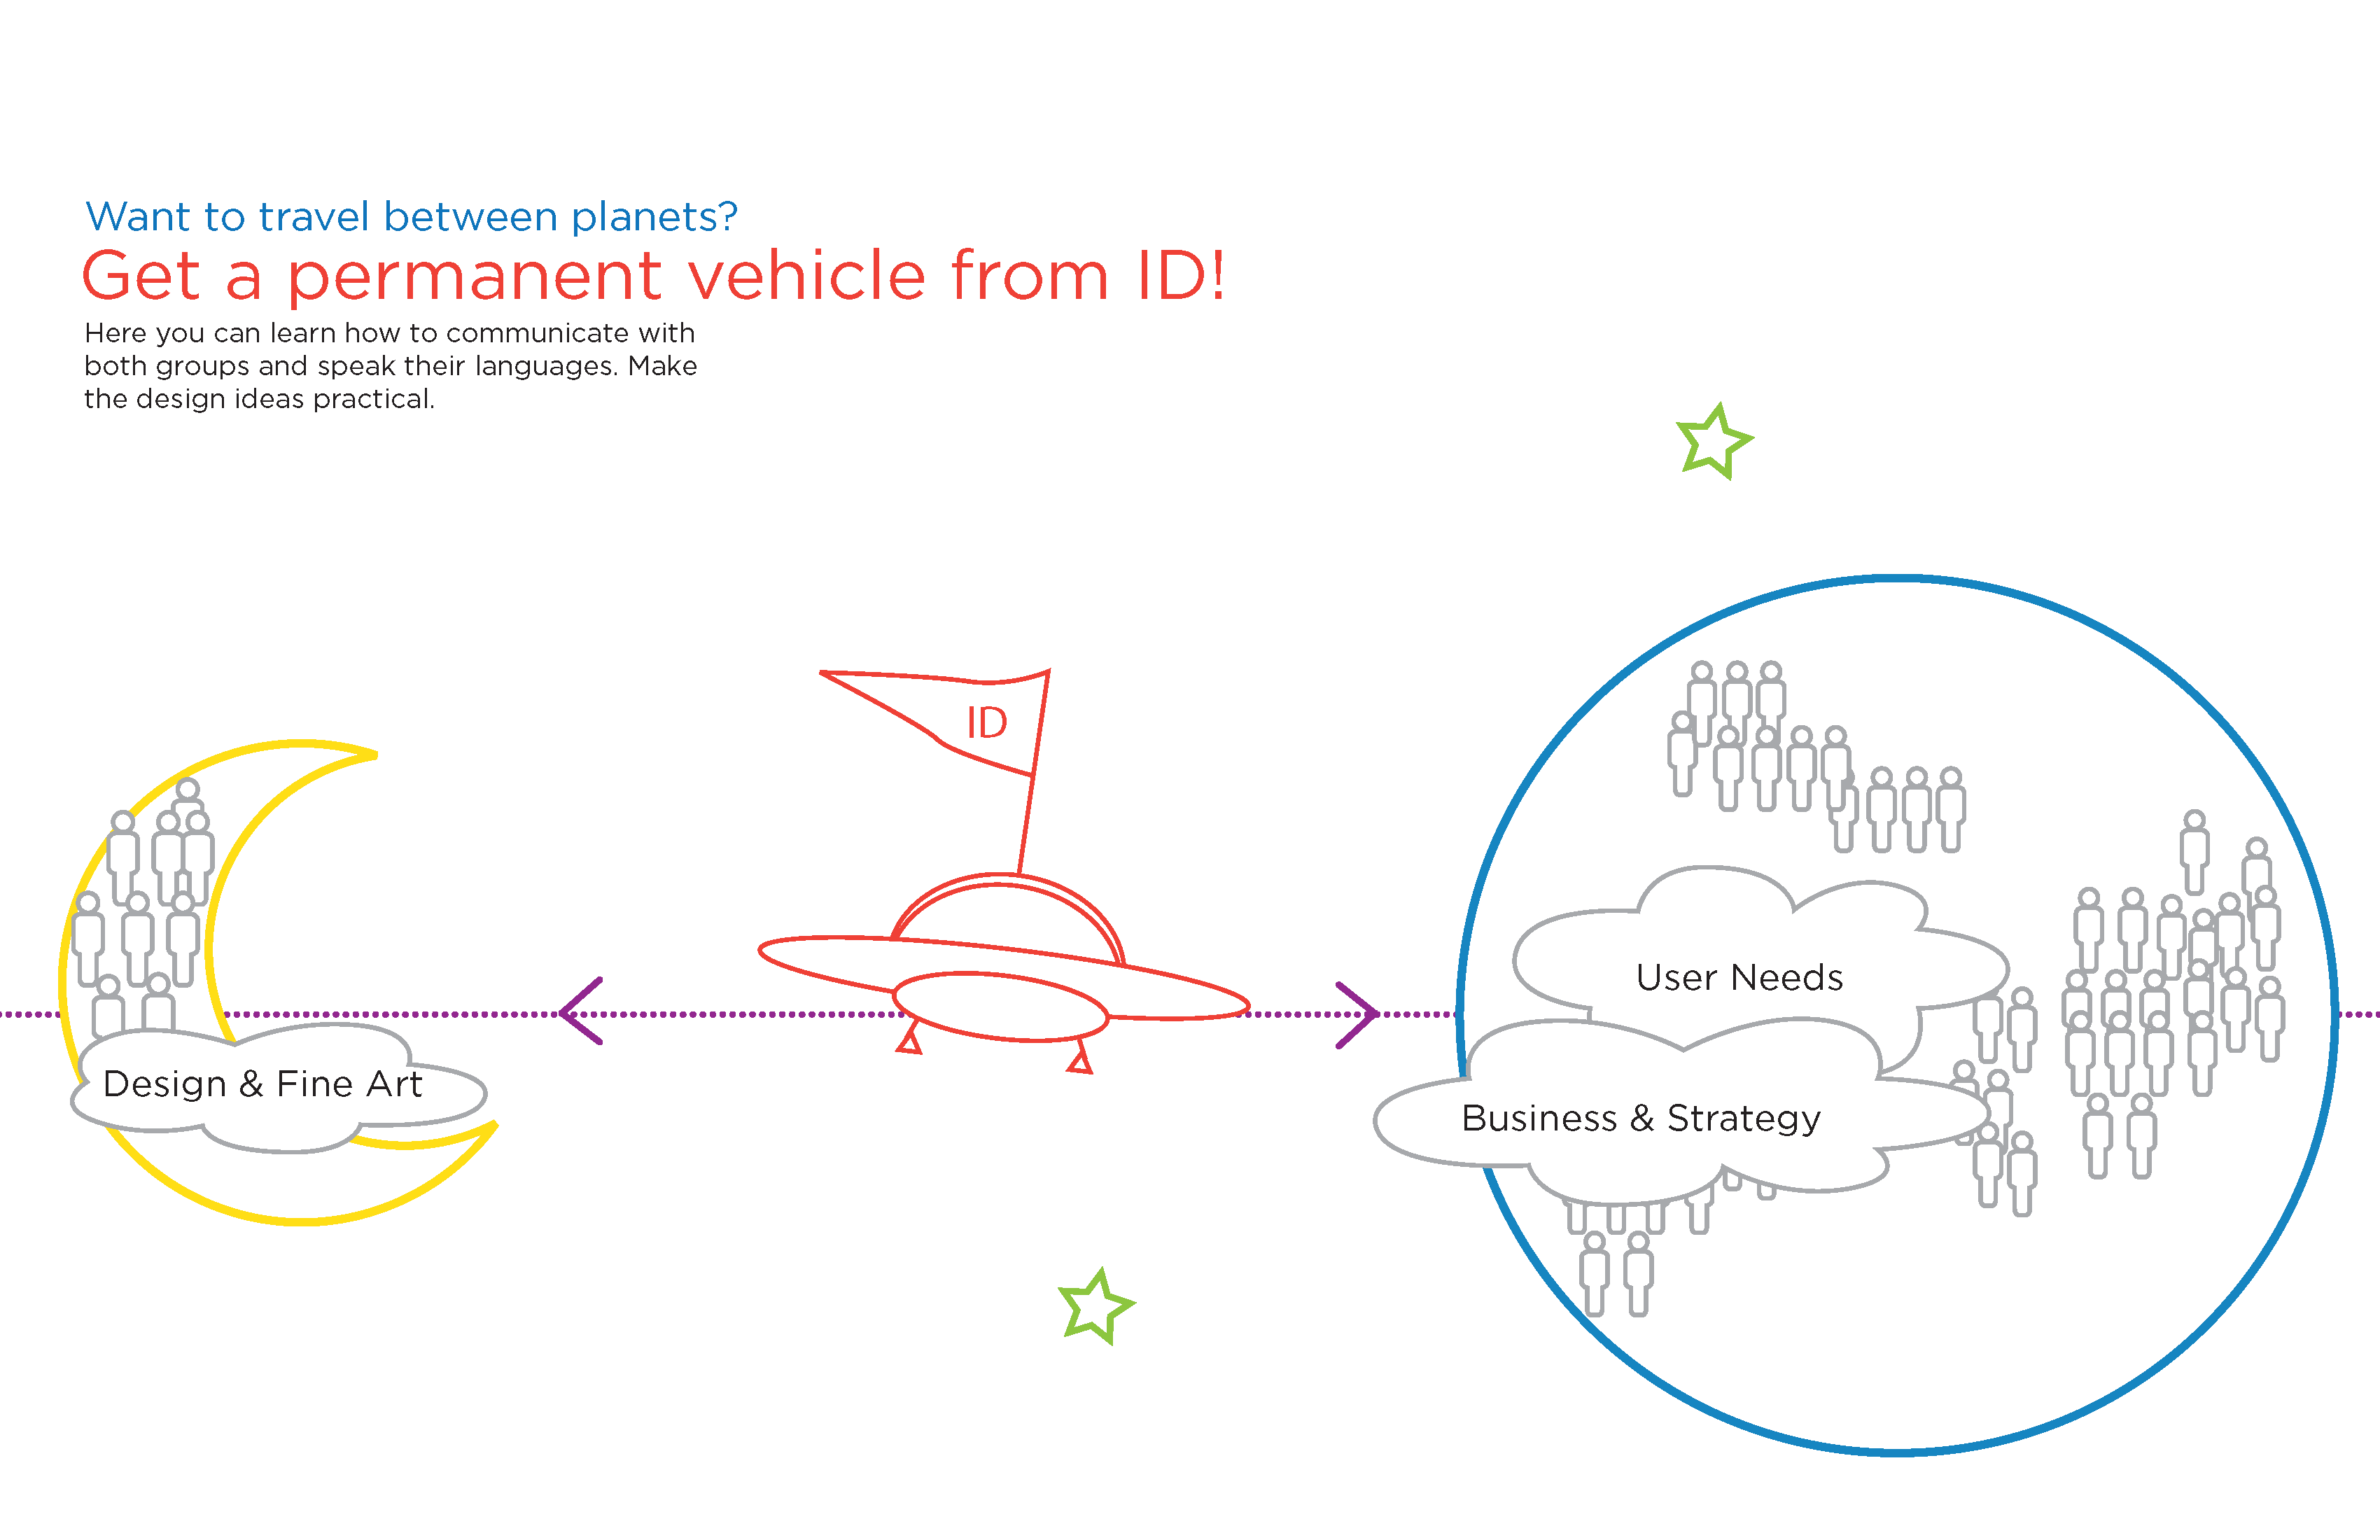 Want to travel between planets?
Get a permanent vehicle from ID!
Here you can learn how to communicate with
both groups and speak their languages. Make
the design ideas practical.
ID
User Needs
Design & Fine Art
Business & Strategy